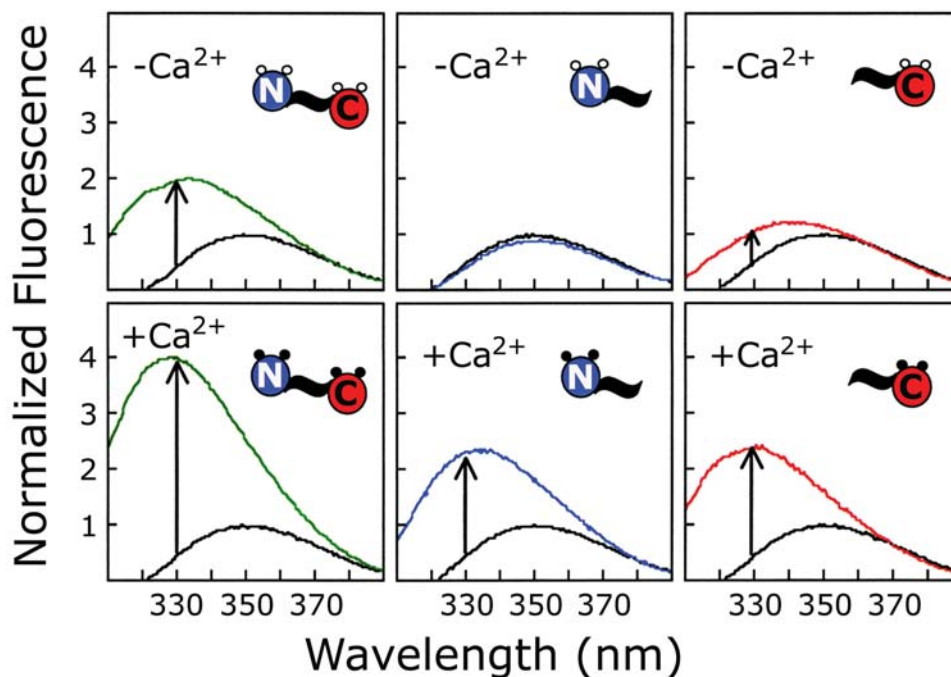 Normalized Fluorescence
4
3
2
1
-Ca²⁺
N
C
-Ca²⁺
N
-Ca²⁺
C
4
3
2
1
+Ca²⁺
N
C
+Ca²⁺
N
+Ca²⁺
C
330 350 370
330 350 370
330 350 370
Wavelength (nm)